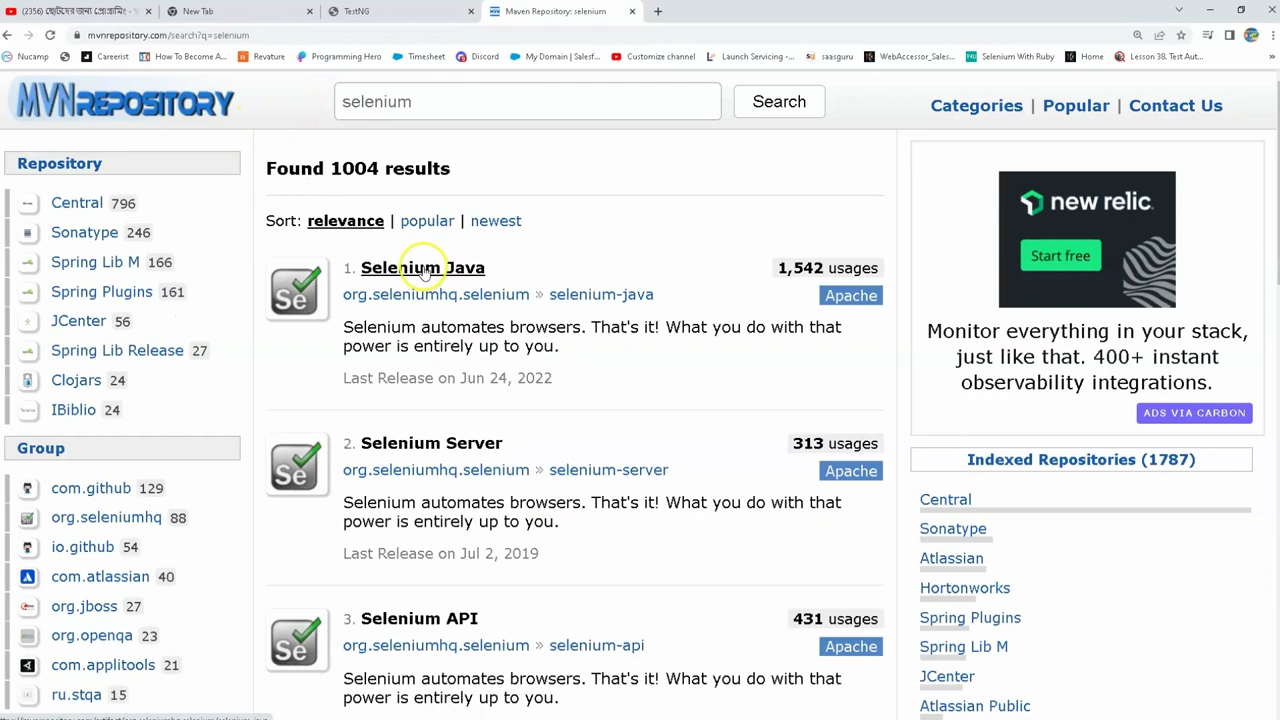 (2356) ছোটদের জন্য প্রোগ্রামিং -
New Tab
TestNG
Maven Repository: selenium
mvnrepository.com/search?q=selenium
Nucamp
Careerist
How To Become A...
Revature
Programming Hero
Timesheet
Discord
My Domain | Salesf...
Customize channel
Launch Servicing -...
saasguru
WebAccessor_Sales...
Selenium With Ruby
Home
Lesson 38. Test Aut...
MVNREPOSITORY
selenium
Search
Categories | Popular | Contact Us
Repository
Central 796
Sonatype 246
Spring Lib M 166
Spring Plugins 161
JCenter 56
Spring Lib Release 27
Clojars 24
IBiblio 24
Group
com.github 129
org.seleniumhq 88
io.github 54
com.atlassian 40
org.jboss 27
org.openqa 23
com.applitools 21
ru.stqa 15
Found 1004 results
Sort: relevance | popular | newest
1. Selenium Java
1,542 usages
org.seleniumhq.selenium » selenium-java
Apache
Selenium automates browsers. That's it! What you do with that
power is entirely up to you.
Last Release on Jun 24, 2022
2. Selenium Server
313 usages
org.seleniumhq.selenium » selenium-server
Apache
Selenium automates browsers. That's it! What you do with that
power is entirely up to you.
Last Release on Jul 2, 2019
3. Selenium API
431 usages
org.seleniumhq.selenium » selenium-api
Apache
Selenium automates browsers. That's it! What you do with that
power is entirely up to you.
new relic.
Start free
Monitor everything in your stack,
just like that. 400+ instant
observability integrations.
ADS VIA CARBON
Indexed Repositories (1787)
Central
Sonatype
Atlassian
Hortonworks
Spring Plugins
Spring Lib M
JCenter
Atlassian Public